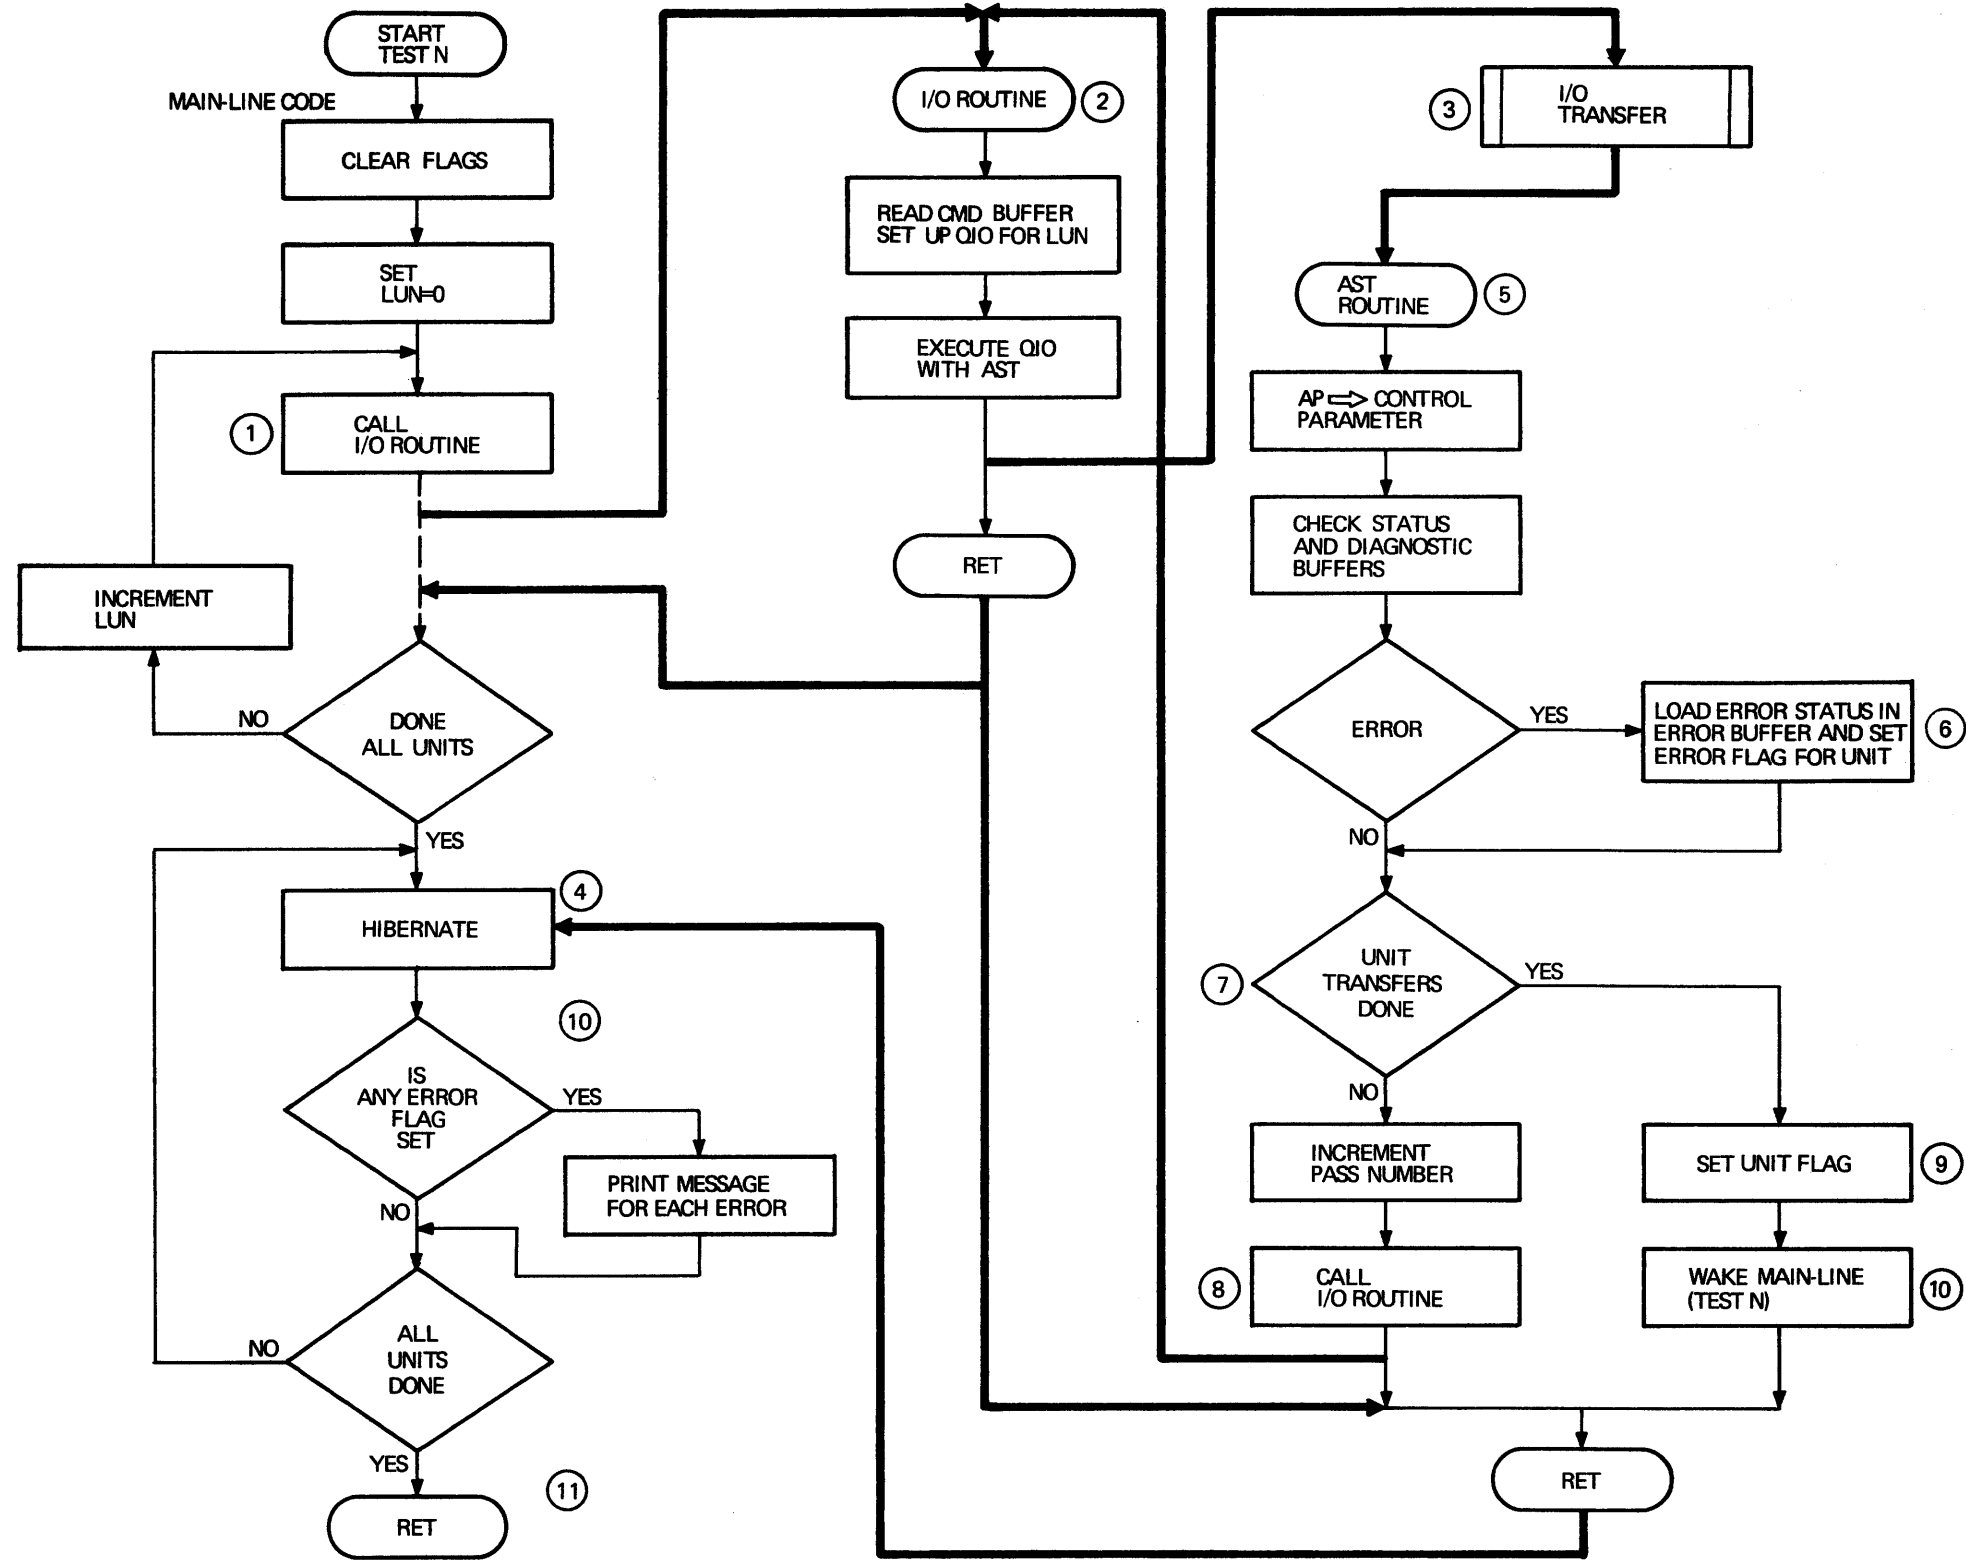 START
TEST N
MAIN-LINE CODE
CLEAR FLAGS
SET
LUN=0
1
CALL
I/O ROUTINE
INCREMENT
LUN
NO
DONE
ALL UNITS
YES
4
HIBERNATE
10
IS
ANY ERROR
FLAG
SET
YES
NO
PRINT MESSAGE
FOR EACH ERROR
NO
ALL
UNITS
DONE
YES
11
RET
I/O ROUTINE
2
READ CMD BUFFER
SET UP QIO FOR LUN
EXECUTE QIO
WITH AST
RET
3
I/O
TRANSFER
AST
ROUTINE
5
AP⇒CONTROL
PARAMETER
CHECK STATUS
AND DIAGNOSTIC
BUFFERS
ERROR
YES
LOAD ERROR STATUS IN
ERROR BUFFER AND SET
ERROR FLAG FOR UNIT
6
NO
7
UNIT
TRANSFERS
DONE
YES
NO
INCREMENT
PASS NUMBER
8
CALL
I/O ROUTINE
SET UNIT FLAG
9
WAKE MAIN-LINE
(TEST N)
10
RET